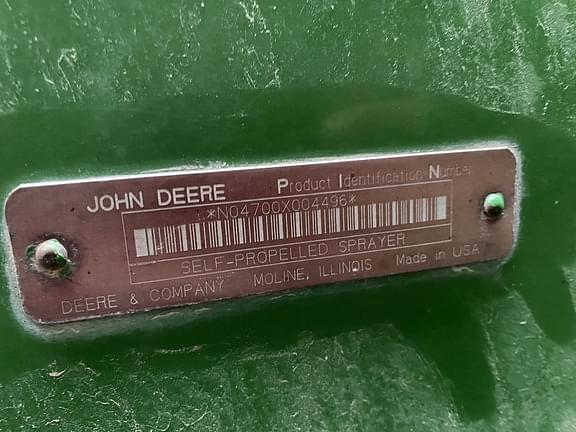 JOHN DEERE Product Identification Number
*N04700X004496*
SELF-PROPELLED SPRAYER
DEERE & COMPANY MOLINE, ILLINOIS Made in USA